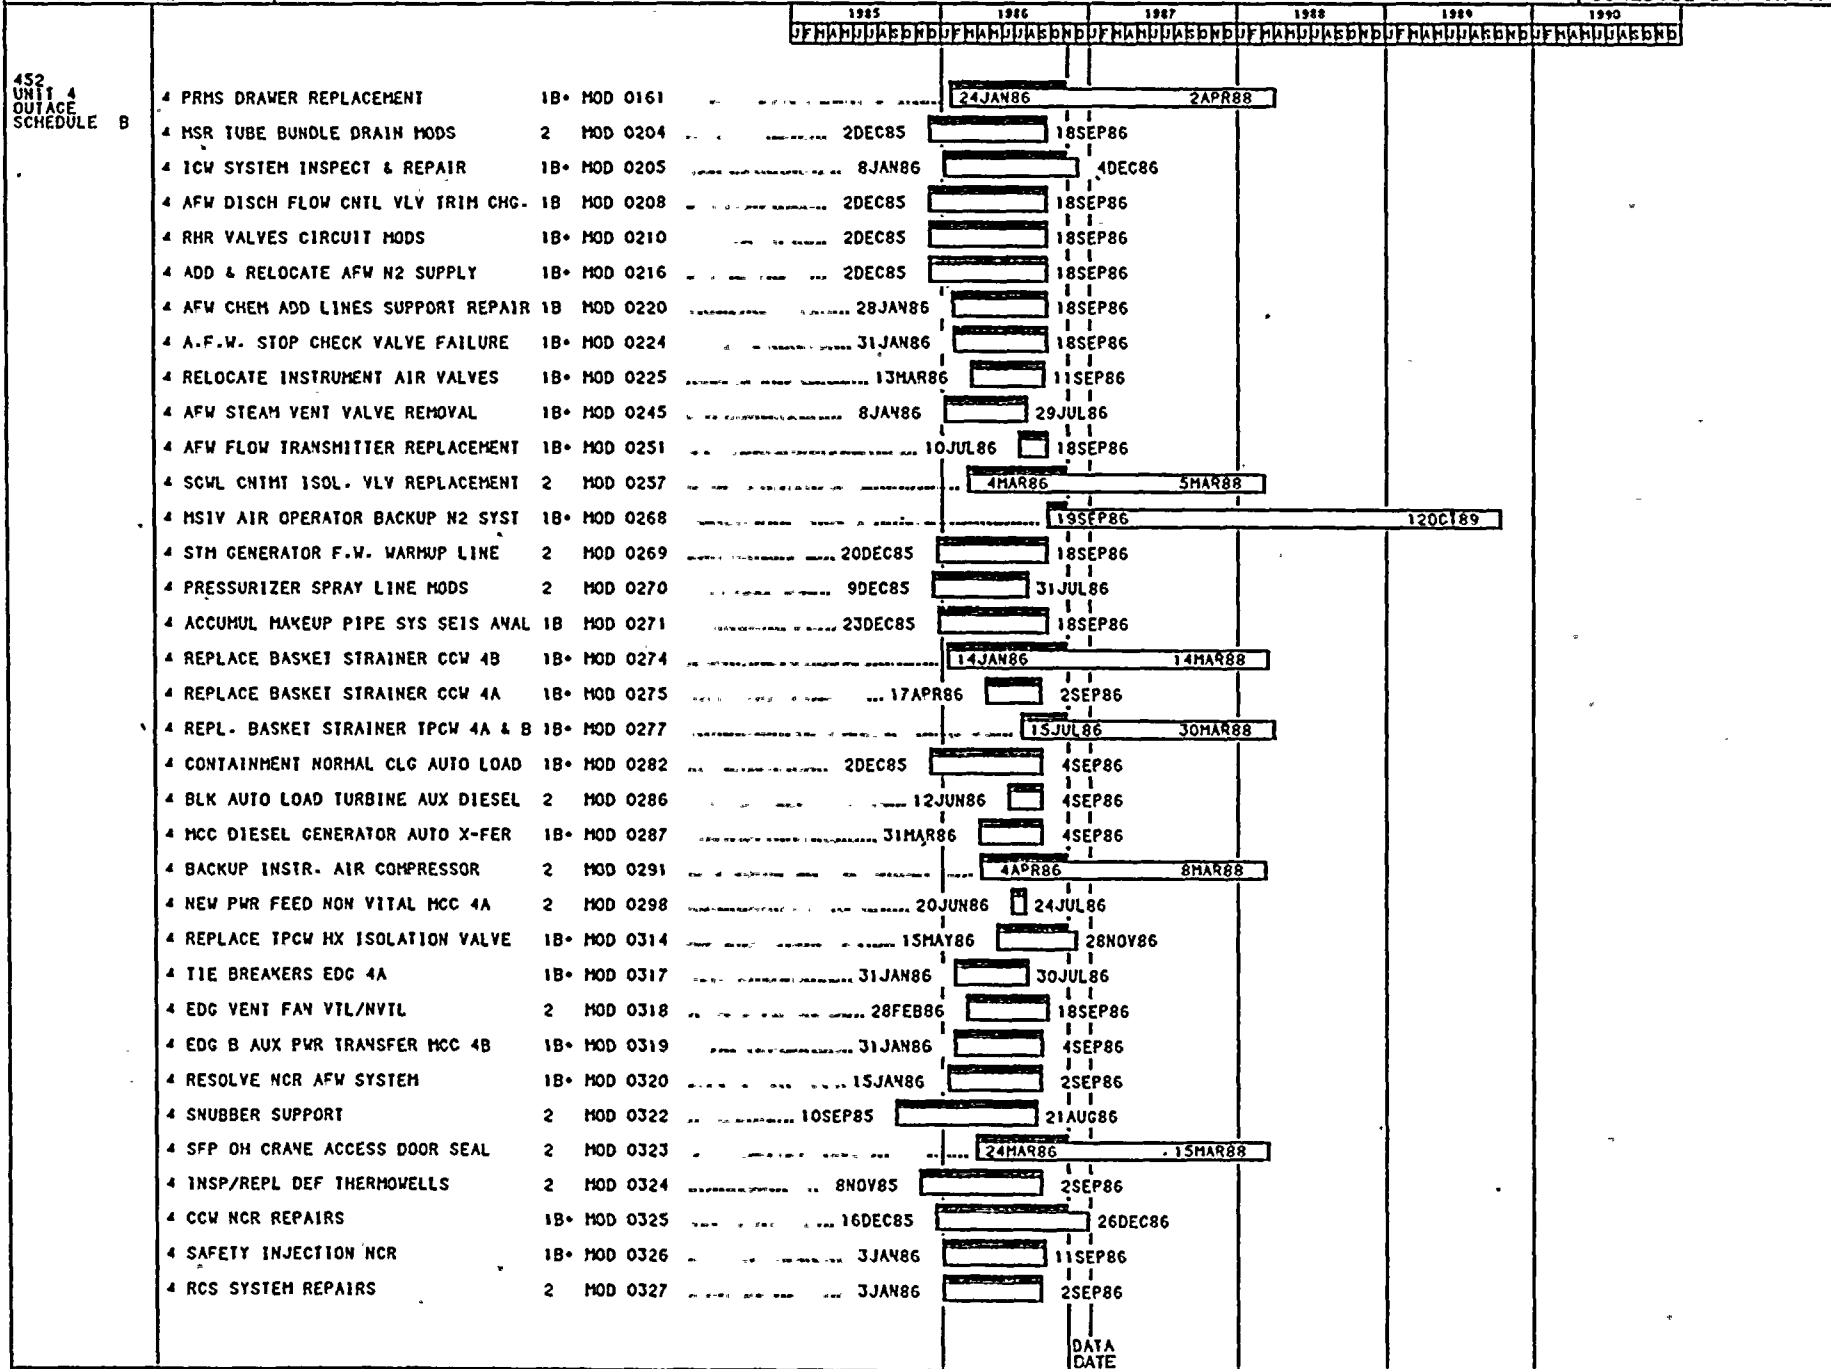 1985 1986 1987 1988 1989 1990
JFMAMJJASOND JFMAMJJASOND JFMAMJJASOND JFMAMJJASOND JFMAMJJASOND JFMAMJJASOND
452
UNIT 4
OUTAGE
SCHEDULE B
4 PRMS DRAWER REPLACEMENT 1B* MOD 0161 24JAN86 2APR88
4 MSR TUBE BUNDLE DRAIN MODS 2 MOD 0204 2DEC85 18SEP86
4 ICW SYSTEM INSPECT & REPAIR 1B* MOD 0205 8JAN86 4DEC86
4 AFW DISCH FLOW CNTL VLV TRIM CHG. 1B MOD 0208 2DEC85 18SEP86
4 RHR VALVES CIRCUIT MODS 1B* MOD 0210 2DEC85 18SEP86
4 ADD & RELOCATE AFW N2 SUPPLY 1B* MOD 0216 2DEC85 18SEP86
4 AFW CHEM ADD LINES SUPPORT REPAIR 1B MOD 0220 28JAN86 18SEP86
4 A.F.W. STOP CHECK VALVE FAILURE 1B* MOD 0224 31JAN86 18SEP86
4 RELOCATE INSTRUMENT AIR VALVES 1B* MOD 0225 13MAR86 11SEP86
4 AFW STEAM VENT VALVE REMOVAL 1B* MOD 0245 8JAN86 29JUL86
4 AFW FLOW TRANSMITTER REPLACEMENT 1B* MOD 0251 10JUL86 18SEP86
4 SCWL CNTMT ISOL. VLV REPLACEMENT 2 MOD 0257 4MAR86 5MAR88
4 MSIV AIR OPERATOR BACKUP N2 SYST 1B* MOD 0268 19SEP86 12OCT89
4 STM GENERATOR F.W. WARMUP LINE 2 MOD 0269 20DEC85 18SEP86
4 PRESSURIZER SPRAY LINE MODS 2 MOD 0270 9DEC85 31JUL86
4 ACCUMUL MAKEUP PIPE SYS SEIS ANAL 1B MOD 0271 23DEC85 18SEP86
4 REPLACE BASKET STRAINER CCW 4B 1B* MOD 0274 14JAN86 14MAR88
4 REPLACE BASKET STRAINER CCW 4A 1B* MOD 0275 17APR86 2SEP86
4 REPL. BASKET STRAINER TPCW 4A & B 1B* MOD 0277 15JUL86 30MAR88
4 CONTAINMENT NORMAL CLG AUTO LOAD 1B* MOD 0282 2DEC85 4SEP86
4 BLK AUTO LOAD TURBINE AUX DIESEL 2 MOD 0286 12JUN86 4SEP86
4 MCC DIESEL GENERATOR AUTO X-FER 1B* MOD 0287 31MAR86 4SEP86
4 BACKUP INSTR. AIR COMPRESSOR 2 MOD 0291 4APR86 8MAR88
4 NEW PWR FEED NON VITAL MCC 4A 2 MOD 0298 20JUN86 24JUL86
4 REPLACE TPCW HX ISOLATION VALVE 1B* MOD 0314 15MAY86 28NOV86
4 TIE BREAKERS EDG 4A 1B* MOD 0317 31JAN86 30JUL86
4 EDG VENT FAN VTL/NVTL 2 MOD 0318 28FEB86 18SEP86
4 EDG B AUX PWR TRANSFER MCC 4B 1B* MOD 0319 31JAN86 4SEP86
4 RESOLVE NCR AFW SYSTEM 1B* MOD 0320 15JAN86 2SEP86
4 SNUBBER SUPPORT 2 MOD 0322 10SEP85 21AUG86
4 SFP OH CRANE ACCESS DOOR SEAL 2 MOD 0323 24MAR86 15MAR88
4 INSP/REPL DEF THERMOWELLS 2 MOD 0324 8NOV85 2SEP86
4 CCW NCR REPAIRS 1B* MOD 0325 16DEC85 26DEC86
4 SAFETY INJECTION NCR 1B* MOD 0326 3JAN86 11SEP86
4 RCS SYSTEM REPAIRS 2 MOD 0327 3JAN86 2SEP86
DATA
DATE